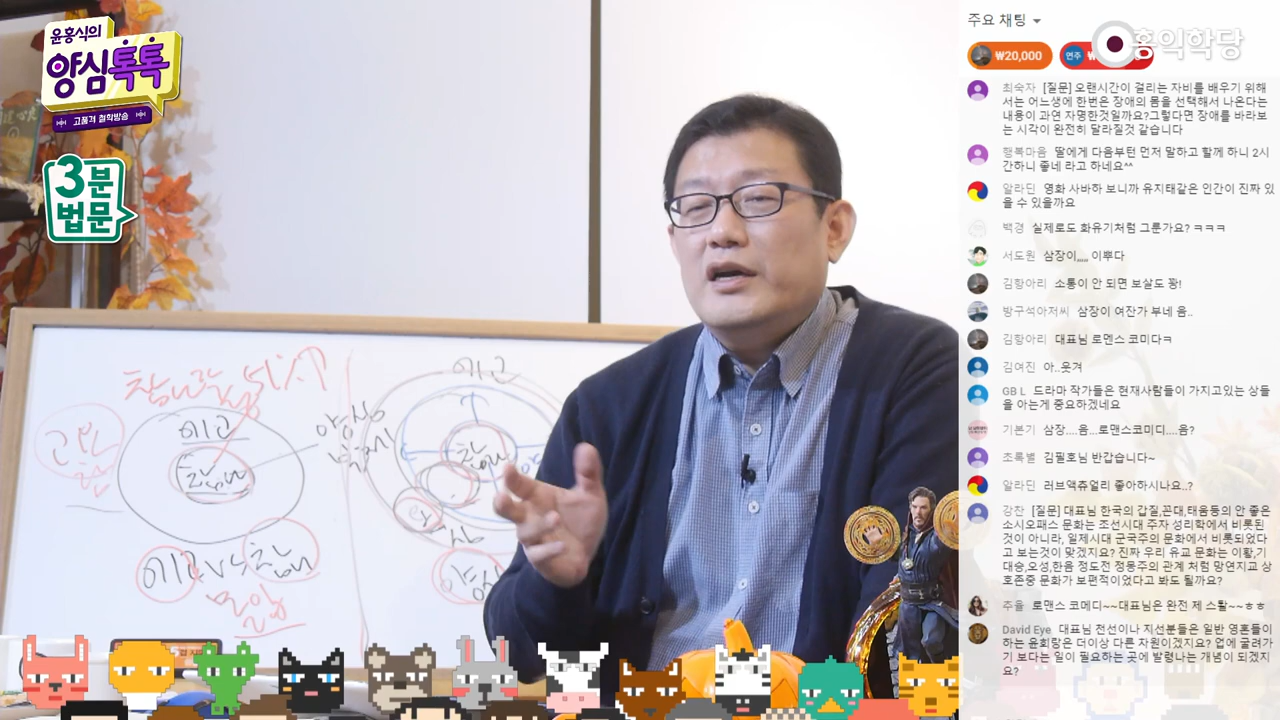 윤홍식의
양심톡톡
고품격 철학방송
3분
법문
홍익학당
주요 채팅
₩20,000
연주
최숙자 [질문] 오랜시간이 걸리는 자비를 배우기 위해
서는 어느생에 한번은 장애의 몸을 선택해서 나온다는
내용이 과연 자명한것일까요?그렇다면 장애를 바라보
는 시각이 완전히 달라질것 같습니다
행복마음 딸에게 다음부턴 먼저 말하고 할께 하니 2시
간하니 좋네 라고 하네요^^
알라딘 영화 사바하 보니까 유지태같은 인간이 진짜 있
을 수 있을까요
백경 실제로도 화유기처럼 그룬가요? ㅋㅋㅋ
서도원 삼장이,,,,,, 이뿌다
김항아리 소통이 안 되면 보살도 꽝!
방구석아저씨 삼장이 여잔가 부네 음..
김항아리 대표님 로멘스 코미다ㅋ
김여진 아..웃겨
GB L 드라마 작가들은 현재사람들이 가지고있는 상들
을 아는게 중요하겠네요
기본기 삼장....음...로맨스코미디....음?
초록별 김필호님 반갑습니다~
알라딘 러브액츄얼리 좋아하시나요..?
강찬 [질문] 대표님 한국의 갑질,꼰대,태움등의 안 좋은
소시오패스 문화는 조선시대 주자 성리학에서 비롯된
것이 아니라, 일제시대 군국주의 문화에서 비롯되었다
고 보는것이 맞겠지요? 진짜 우리 유교 문화는 이황,기
대승,오성,한음 정도전 정몽주의 관계 처럼 망연지교 상
호존중 문화가 보편적이었다고 봐도 될까요?
주율 로맨스 코메디~~대표님은 완전 제 스탈~~ㅎㅎ
David Eye 대표님 전선이나 지선분들은 일반 영혼들이
하는 윤회랑은 더이상 다른 차원이겠지요? 업에 굴려가
기 보다는 일이 필요하는 곳에 발령나는 개념이 되겠지
요?
참나각성
에고
참나
에고
양심